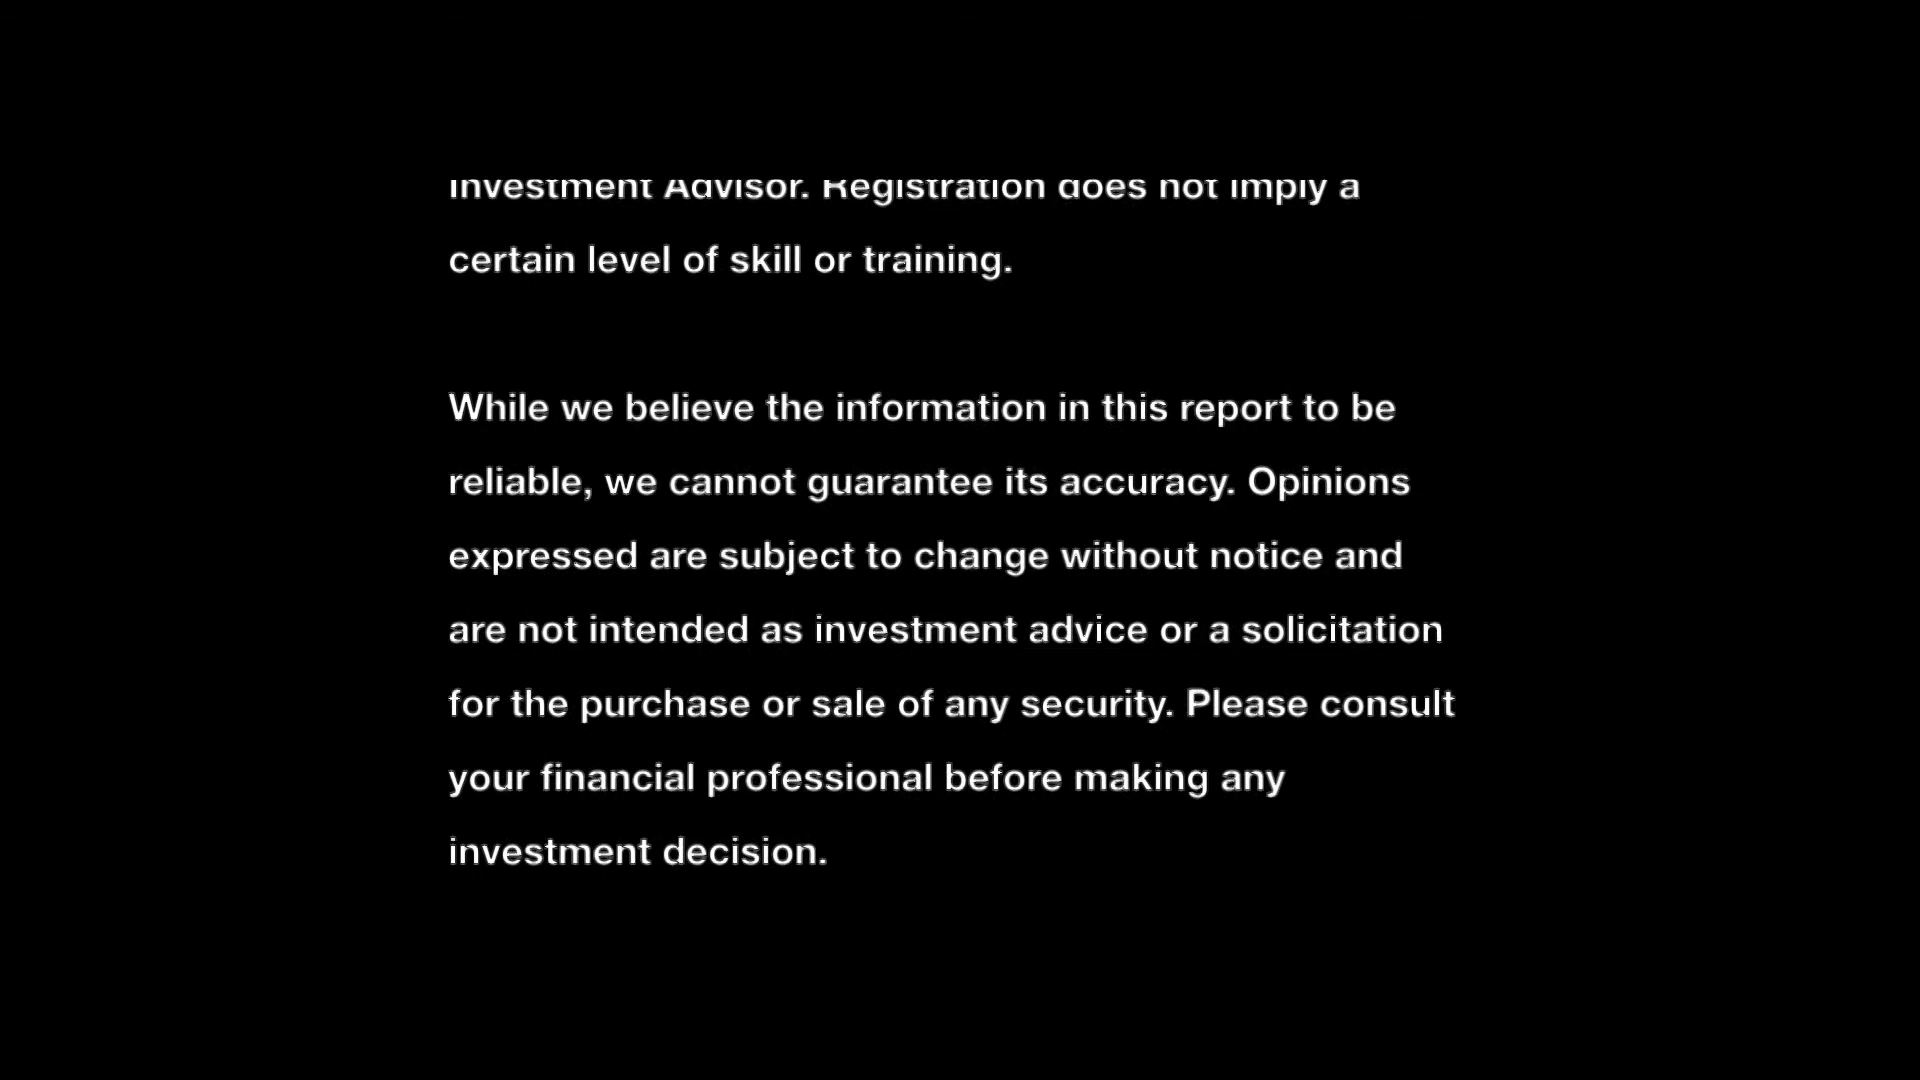 Investment Advisor. Registration does not imply a
certain level of skill or training.
While we believe the information in this report to be
reliable, we cannot guarantee its accuracy. Opinions
expressed are subject to change without notice and
are not intended as investment advice or a solicitation
for the purchase or sale of any security. Please consult
your financial professional before making any
investment decision.